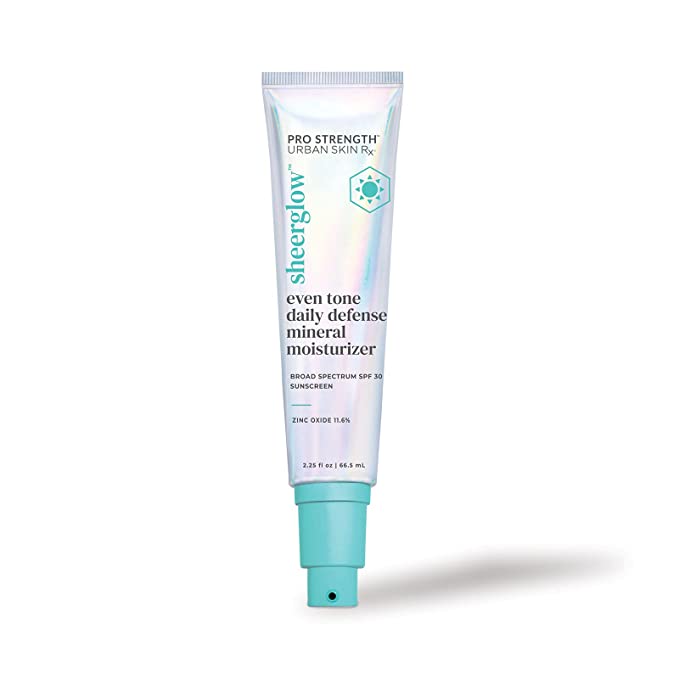 PRO STRENGTH™
URBAN SKIN Rx®
sheerglow™
even tone
daily defense
mineral
moisturizer
BROAD SPECTRUM SPF 30
SUNSCREEN
ZINC OXIDE 11.6%
2.25 fl oz | 66.5 mL